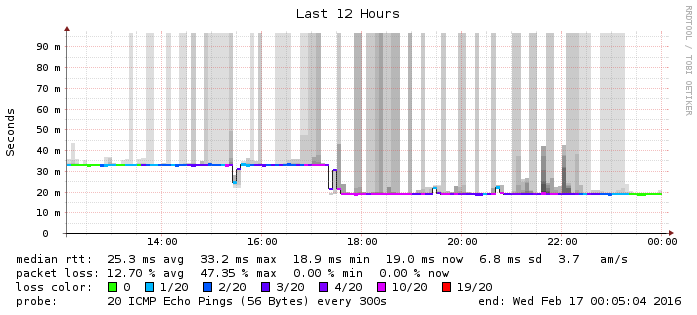 Last 12 Hours
RRDTOOL / TOBI OETIKER
Seconds
90 m
80 m
70 m
60 m
50 m
40 m
30 m
20 m
10 m
0
14:00 16:00 18:00 20:00 22:00 00:00
median rtt: 25.3 ms avg 33.2 ms max 18.9 ms min 19.0 ms now 6.8 ms sd 3.7 am/s
packet loss: 12.70 % avg 47.35 % max 0.00 % min 0.00 % now
loss color: 0 1/20 2/20 3/20 4/20 10/20 19/20
probe: 20 ICMP Echo Pings (56 Bytes) every 300s end: Wed Feb 17 00:05:04 2016